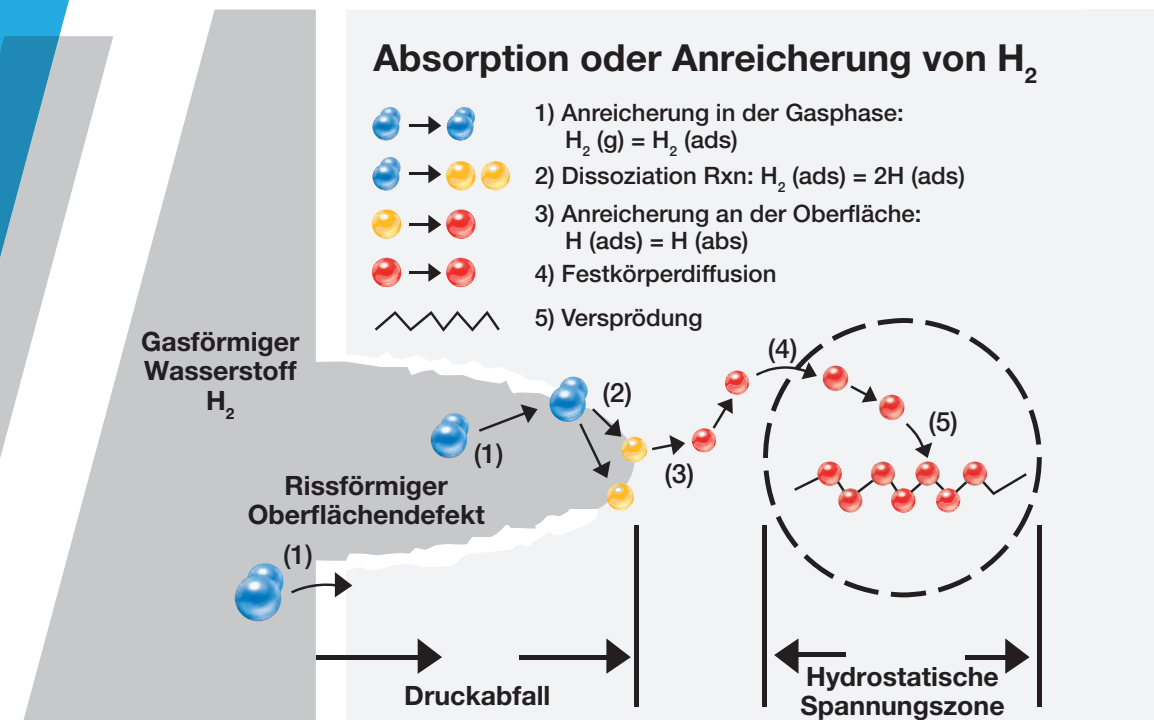 Absorption oder Anreicherung von H₂
1) Anreicherung in der Gasphase:
H₂ (g) = H₂ (ads)
2) Dissoziation Rxn: H₂ (ads) = 2H (ads)
3) Anreicherung an der Oberfläche:
H (ads) = H (abs)
4) Festkörperdiffusion
5) Versprödung
Gasförmiger
Wasserstoff
H₂
(1)
(2)
(3)
(4)
(5)
Rissförmiger
Oberflächendefekt
(1)
Druckabfall
Hydrostatische
Spannungszone